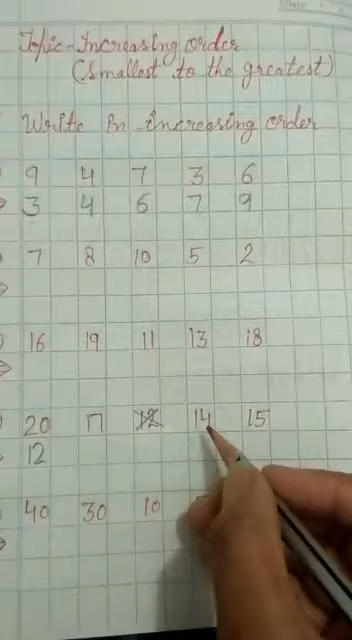 Topic-Increasing order
(Smallest to the greatest)
Write in increasing order
9 4 7 3 6
3 4 6 7 9
7 8 10 5 2
16 19 11 13 18
20 17 12 14 15
12
40 30 10